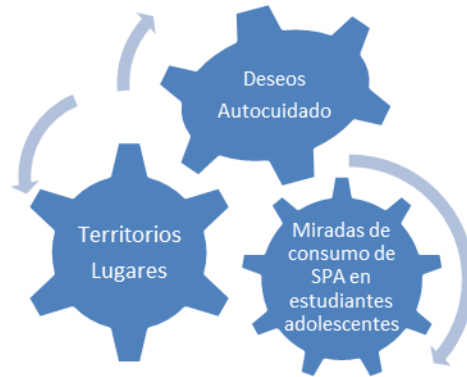 Deseos
Autocuidado
Territorios
Lugares
Miradas de
consumo de
SPA en
estudiantes
adolescentes